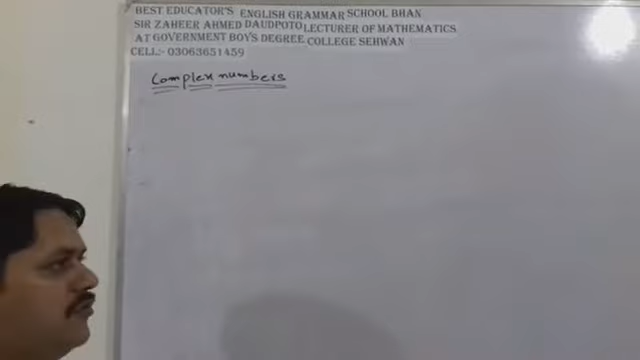 BEST EDUCATOR'S ENGLISH GRAMMAR SCHOOL BHAN
SIR ZAHEER AHMED DAUDPOTO LECTURER OF MATHEMATICS
AT GOVERNMENT BOYS DEGREE COLLEGE SEHWAN
CELL:- 03063651459
Complex numbers